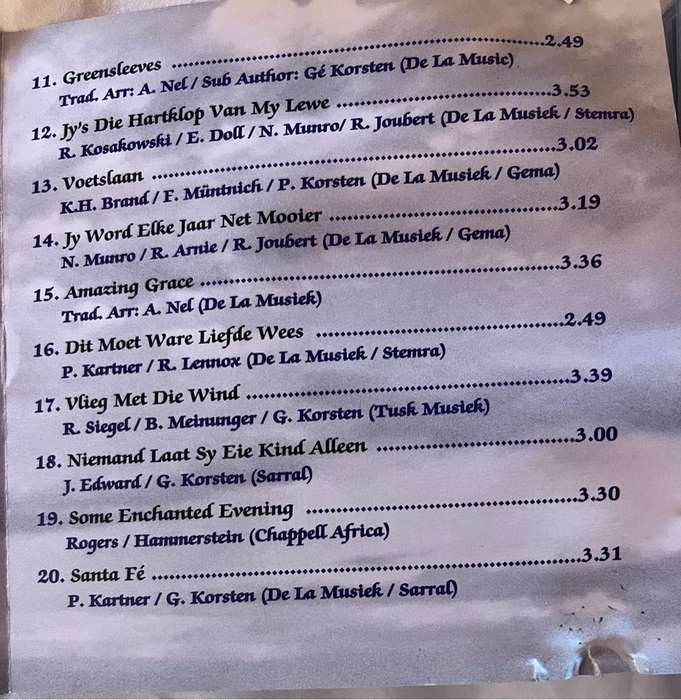 11. Greensleeves ........................2.49
Trad. Arr: A. Nel / Sub Author: Gé Korsten (De La Music)
12. Jy's Die Hartklop Van My Lewe ........................3.53
R. Kosakowski / E. Doll / N. Munro/ R. Joubert (De La Musiek / Stemra)
13. Voetslaan ........................3.02
K.H. Brand / F. Müntnich / P. Korsten (De La Musiek / Gema)
14. Jy Word Elke Jaar Net Mooier ........................3.19
N. Munro / R. Arnie / R. Joubert (De La Musiek / Gema)
15. Amazing Grace ........................3.36
Trad. Arr: A. Nel (De La Musiek)
16. Dit Moet Ware Liefde Wees ........................2.49
P. Kartner / R. Lennox (De La Musiek / Stemra)
17. Vlieg Met Die Wind ........................3.39
R. Siegel / B. Meinunger / G. Korsten (Tusk Musiek)
18. Niemand Laat Sy Eie Kind Alleen ........................3.00
J. Edward / G. Korsten (Sarral)
19. Some Enchanted Evening ........................3.30
Rogers / Hammerstein (Chappell Africa)
20. Santa Fé ........................3.31
P. Kartner / G. Korsten (De La Musiek / Sarral)